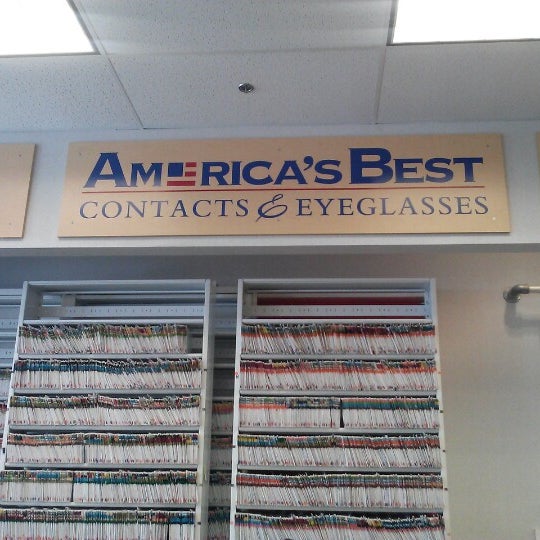 AMERICA'S BEST
CONTACTS & EYEGLASSES